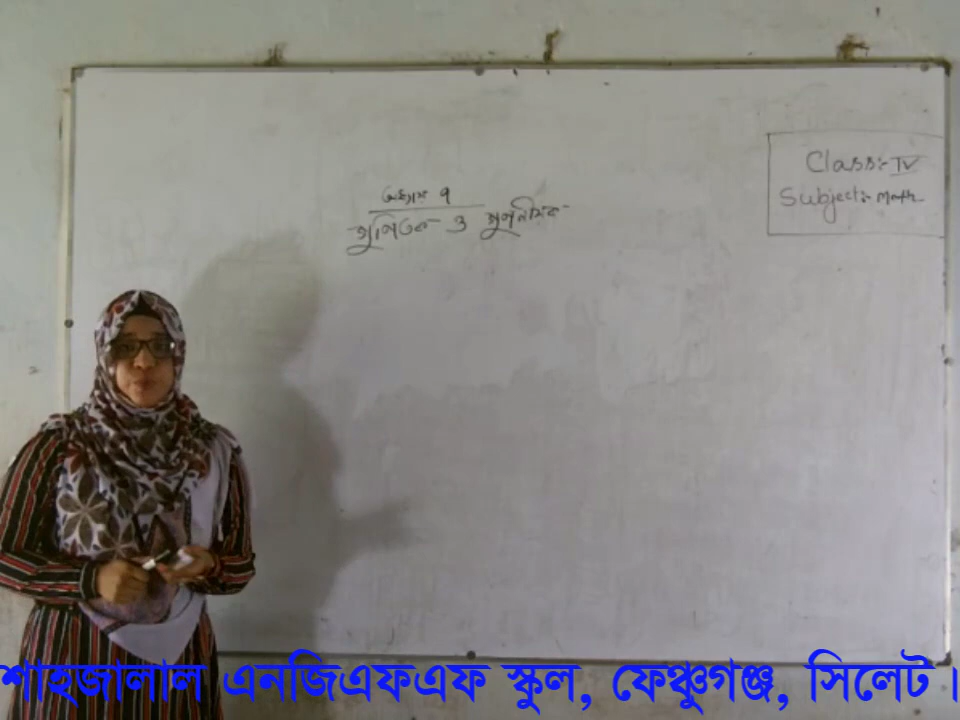 অধ্যায় ৭
গুণিতক ও গুণনীয়ক
Class:- IV
Subject:- Math
শাহজালাল এনজিএফএফ স্কুল, ফেঞ্চুগঞ্জ, সিলেট।